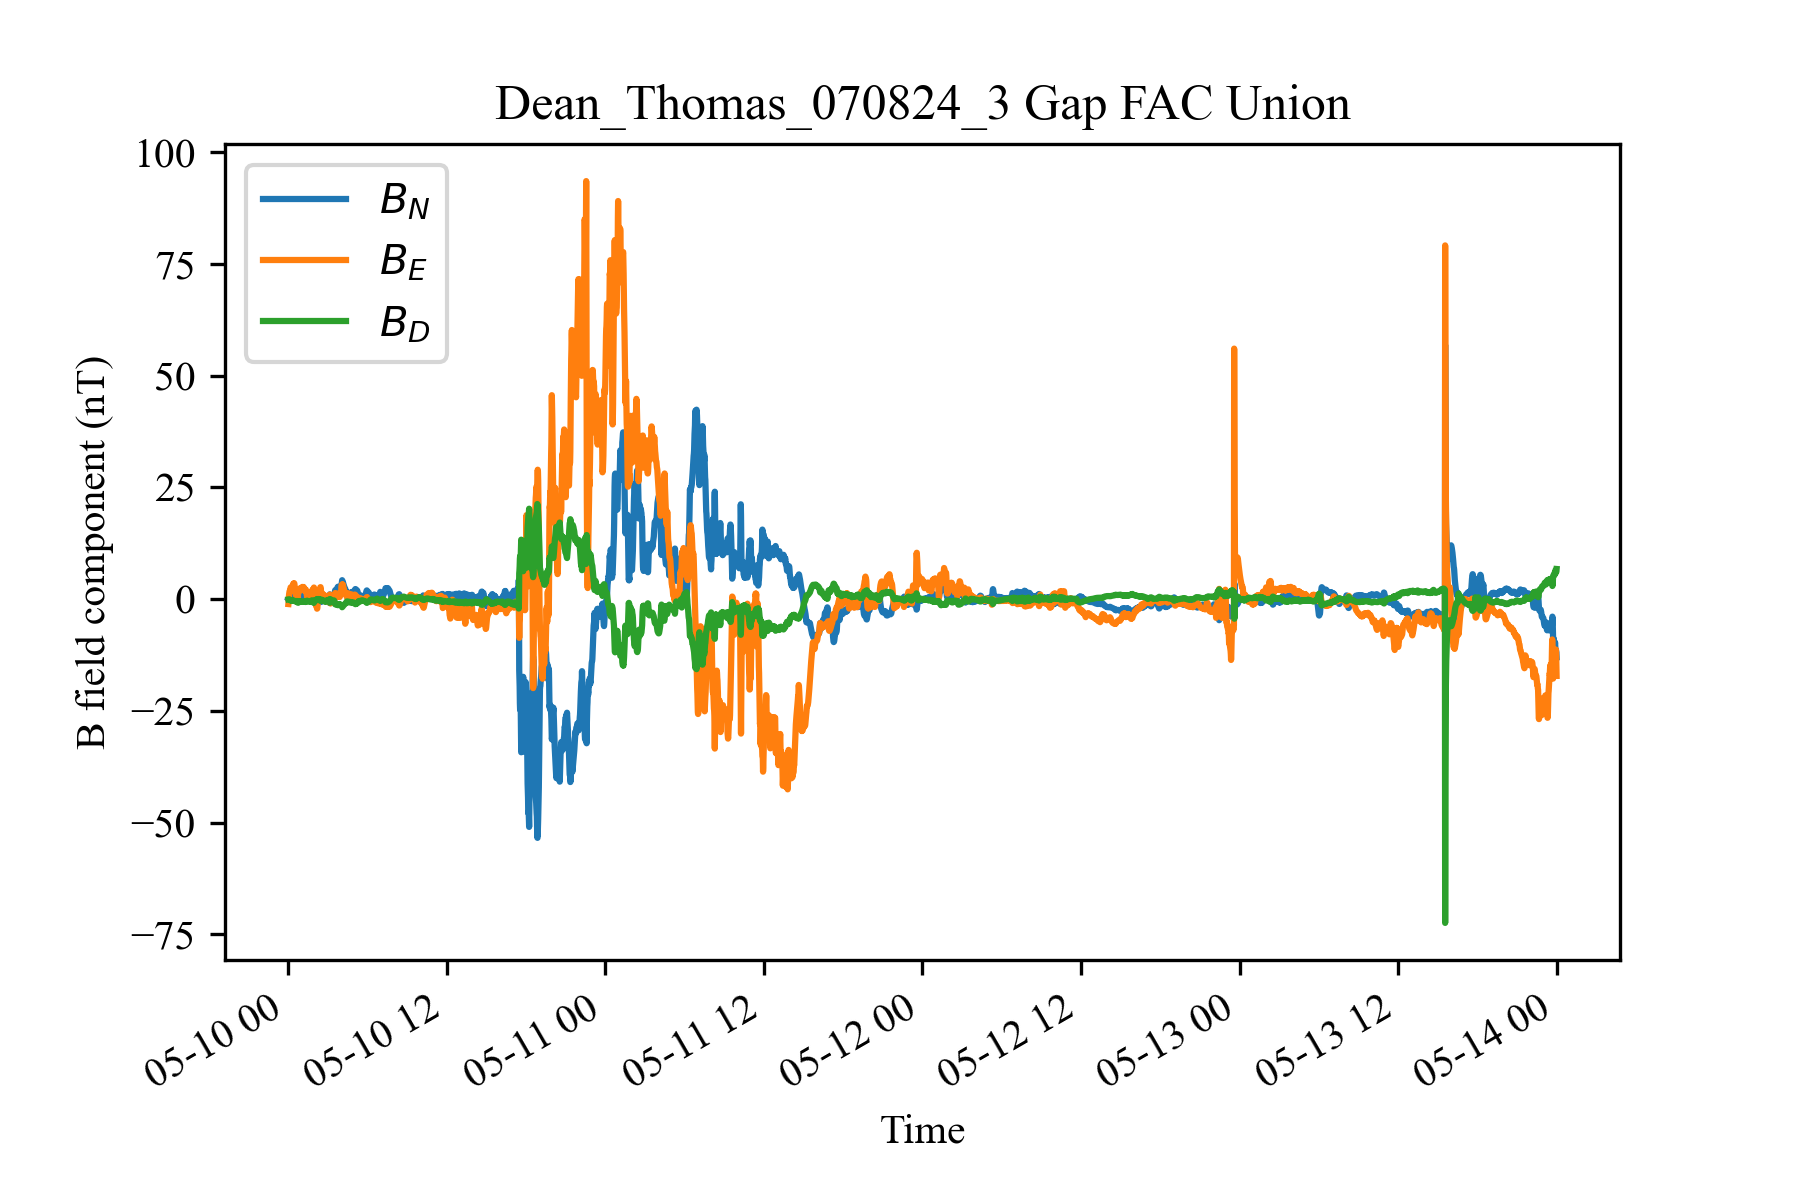 Dean_Thomas_070824_3 Gap FAC Union
B_N
B_E
B_D
B field component (nT)
100
75
50
25
0
−25
−50
−75
05-10 00
05-10 12
05-11 00
05-11 12
05-12 00
05-12 12
05-13 00
05-13 12
05-14 00
Time